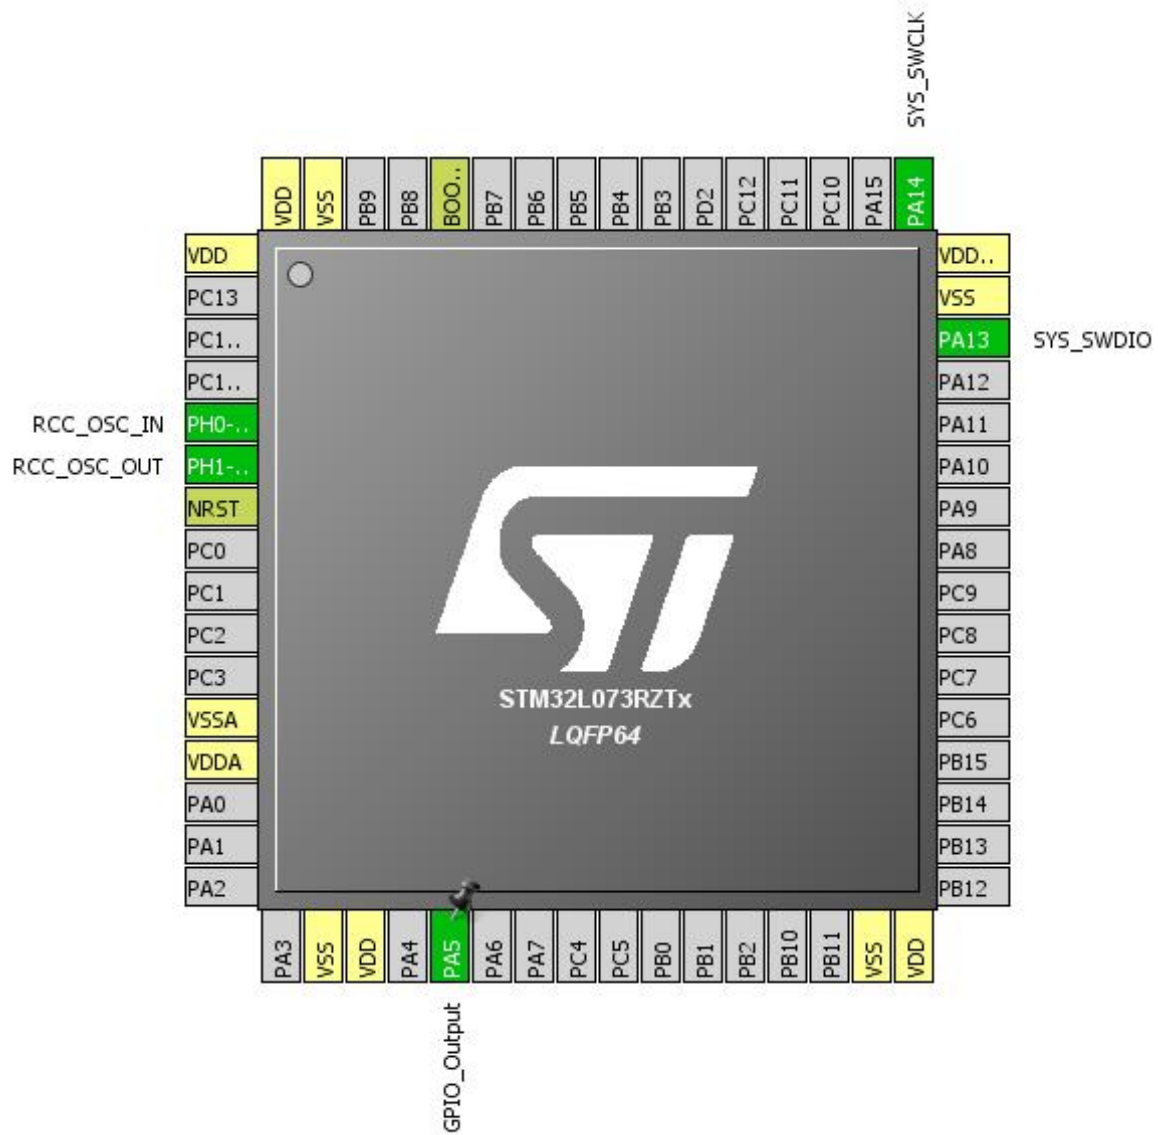 SYS_SWCLK
VDD
VSS
PB9
PB8
BOO..
PB7
PB6
PB5
PB4
PB3
PD2
PC12
PC11
PC10
PA15
PA14
VDD
PC13
PC1..
PC1..
RCC_OSC_IN PH0-..
RCC_OSC_OUT PH1-..
NRST
PC0
PC1
PC2
PC3
VSSA
VDDA
PA0
PA1
PA2
VDD..
VSS
PA13 SYS_SWDIO
PA12
PA11
PA10
PA9
PA8
PC9
PC8
PC7
PC6
PB15
PB14
PB13
PB12
ST
STM32L073RZTx
LQFP64
PA3
VSS
VDD
PA4
PA5
PA6
PA7
PC4
PC5
PB0
PB1
PB2
PB10
PB11
VSS
VDD
GPIO_Output